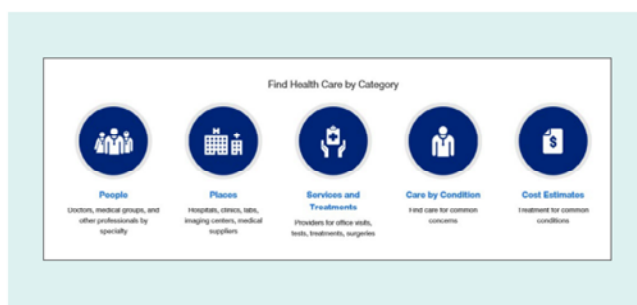 Find Health Care by Category
People
Doctors, medical groups, and
other professionals by
specialty
Places
Hospitals, clinics, labs,
imaging centers, medical
suppliers
Services and
Treatments
Providers for office visits,
tests, treatments, surgeries
Care by Condition
Find care for common
concerns
Cost Estimates
Treatment for common
conditions